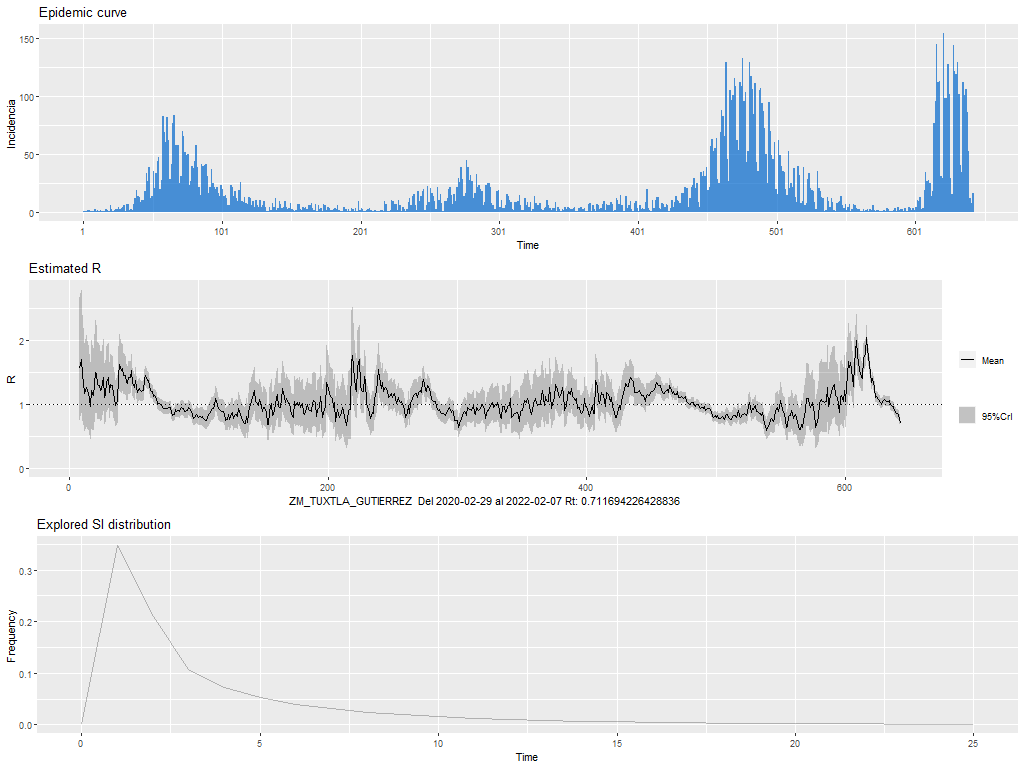 Epidemic curve
150
100
50
0
Incidencia
1 101 201 301 401 501 601
Time
Estimated R
2
1
0
R
0 200 400 600
ZM_TUXTLA_GUTIERREZ Del 2020-02-29 al 2022-02-07 Rt: 0.711694226428836
Mean
95%CrI
Explored SI distribution
0.3
0.2
0.1
0.0
Frequency
0 5 10 15 20 25
Time